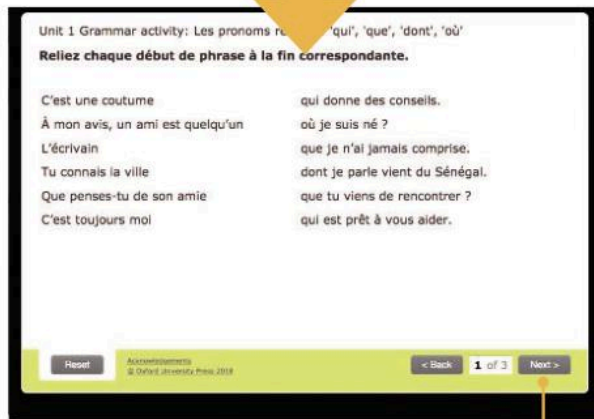 Unit 1 Grammar activity: Les pronoms 'qui', 'que', 'dont', 'où'
Reliez chaque début de phrase à la fin correspondante.
C'est une coutume
qui donne des conseils.
À mon avis, un ami est quelqu'un
où je suis né ?
L'écrivain
que je n'ai jamais comprise.
Tu connais la ville
dont je parle vient du Sénégal.
Que penses-tu de son amie
que tu viens de rencontrer ?
C'est toujours moi
qui est prêt à vous aider.
Reset
Acknowledgements
© Oxford University Press 2018
< Back
1 of 3
Next >